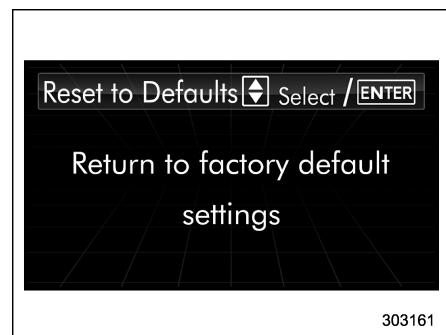 Reset to Defaults Select / ENTER
Return to factory default
settings
303161